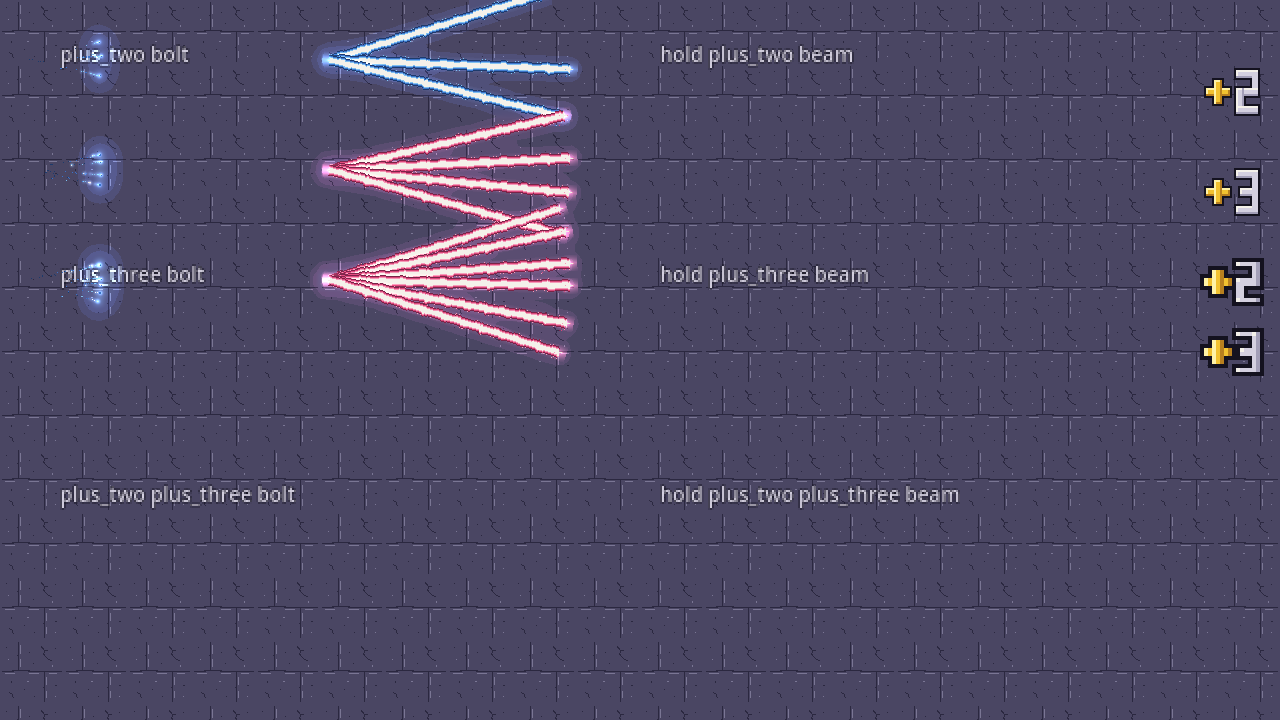 plus_two bolt
hold plus_two beam
+2
+3
plus_three bolt
hold plus_three beam
+2
+3
plus_two plus_three bolt
hold plus_two plus_three beam